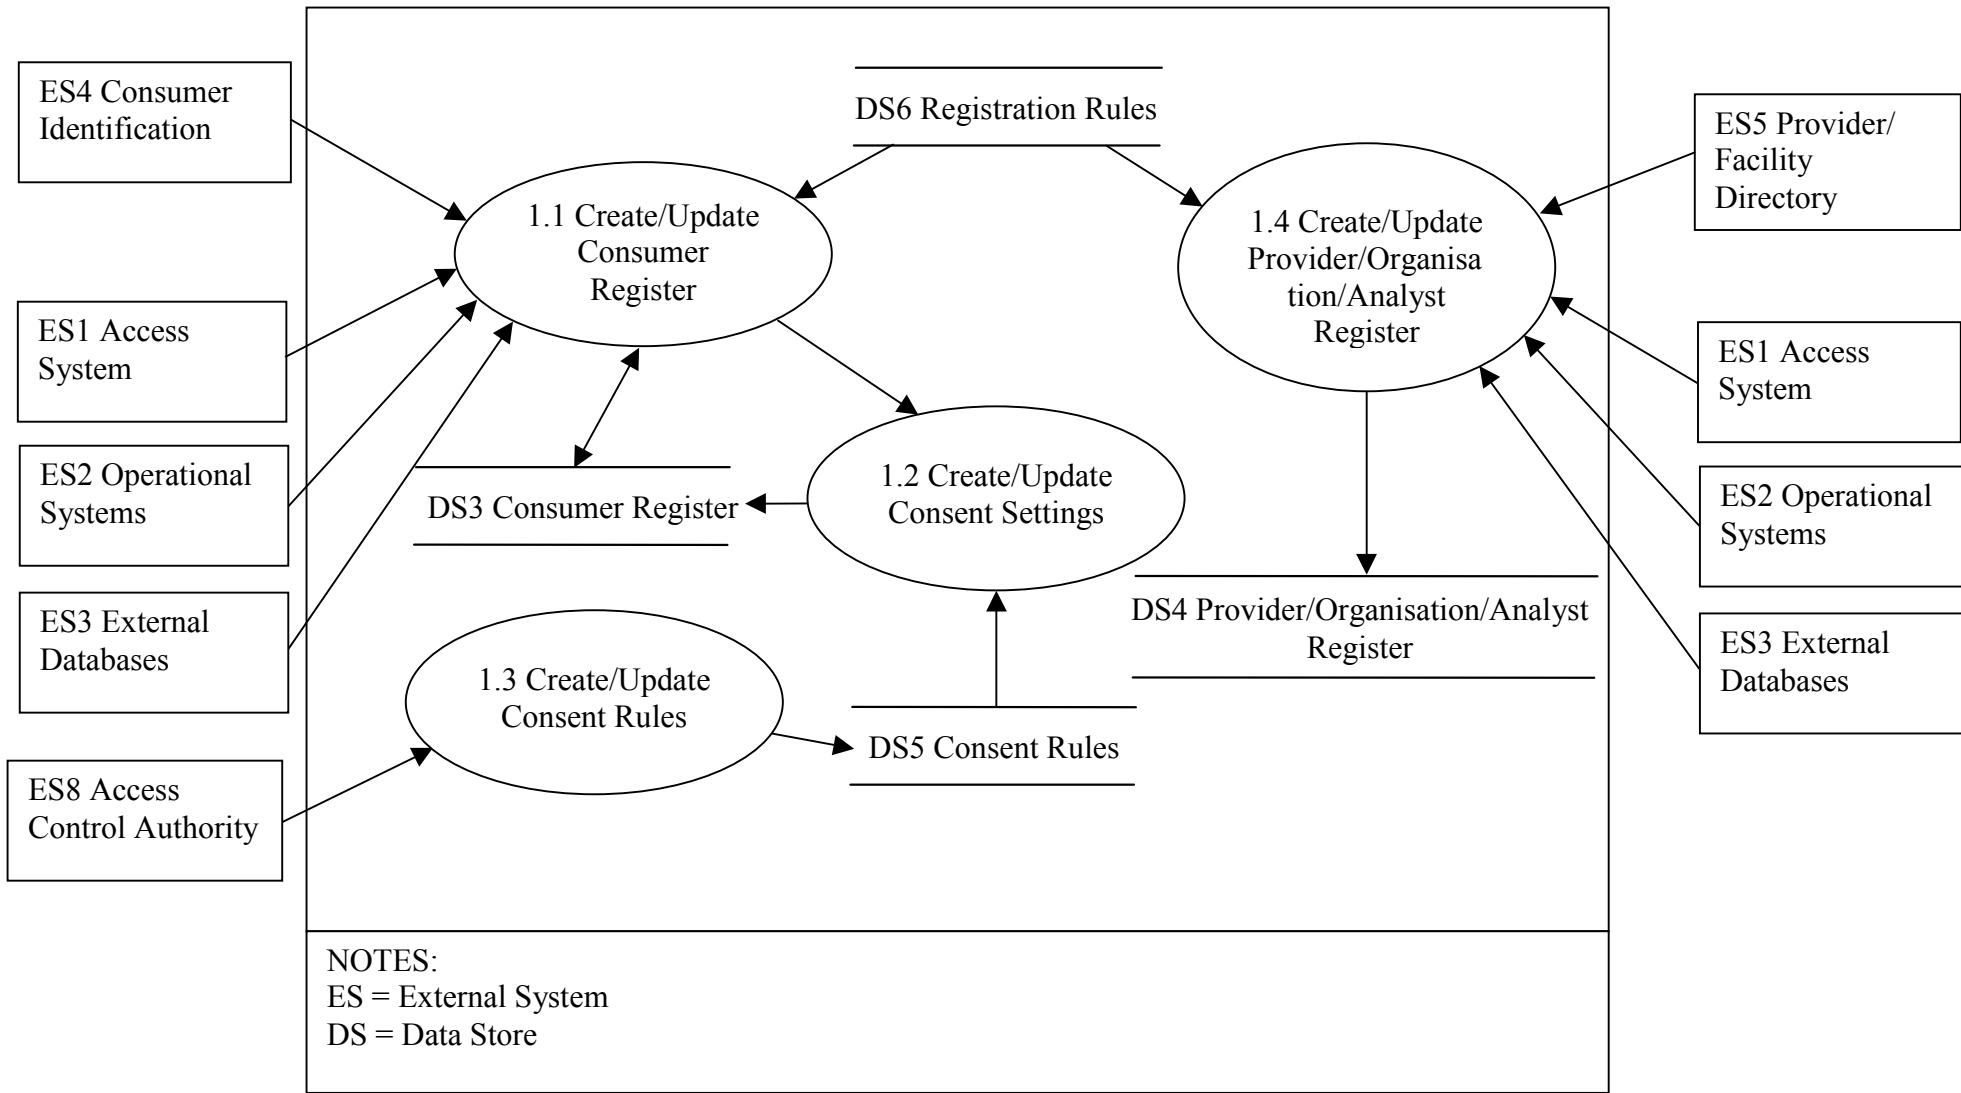 ES4 Consumer
Identification
ES1 Access
System
ES2 Operational
Systems
ES3 External
Databases
ES8 Access
Control Authority
DS6 Registration Rules
1.1 Create/Update
Consumer
Register
1.4 Create/Update
Provider/Organisa
tion/Analyst
Register
1.2 Create/Update
Consent Settings
DS3 Consumer Register
DS4 Provider/Organisation/Analyst
Register
1.3 Create/Update
Consent Rules
DS5 Consent Rules
ES5 Provider/
Facility
Directory
ES1 Access
System
ES2 Operational
Systems
ES3 External
Databases
NOTES:
ES = External System
DS = Data Store